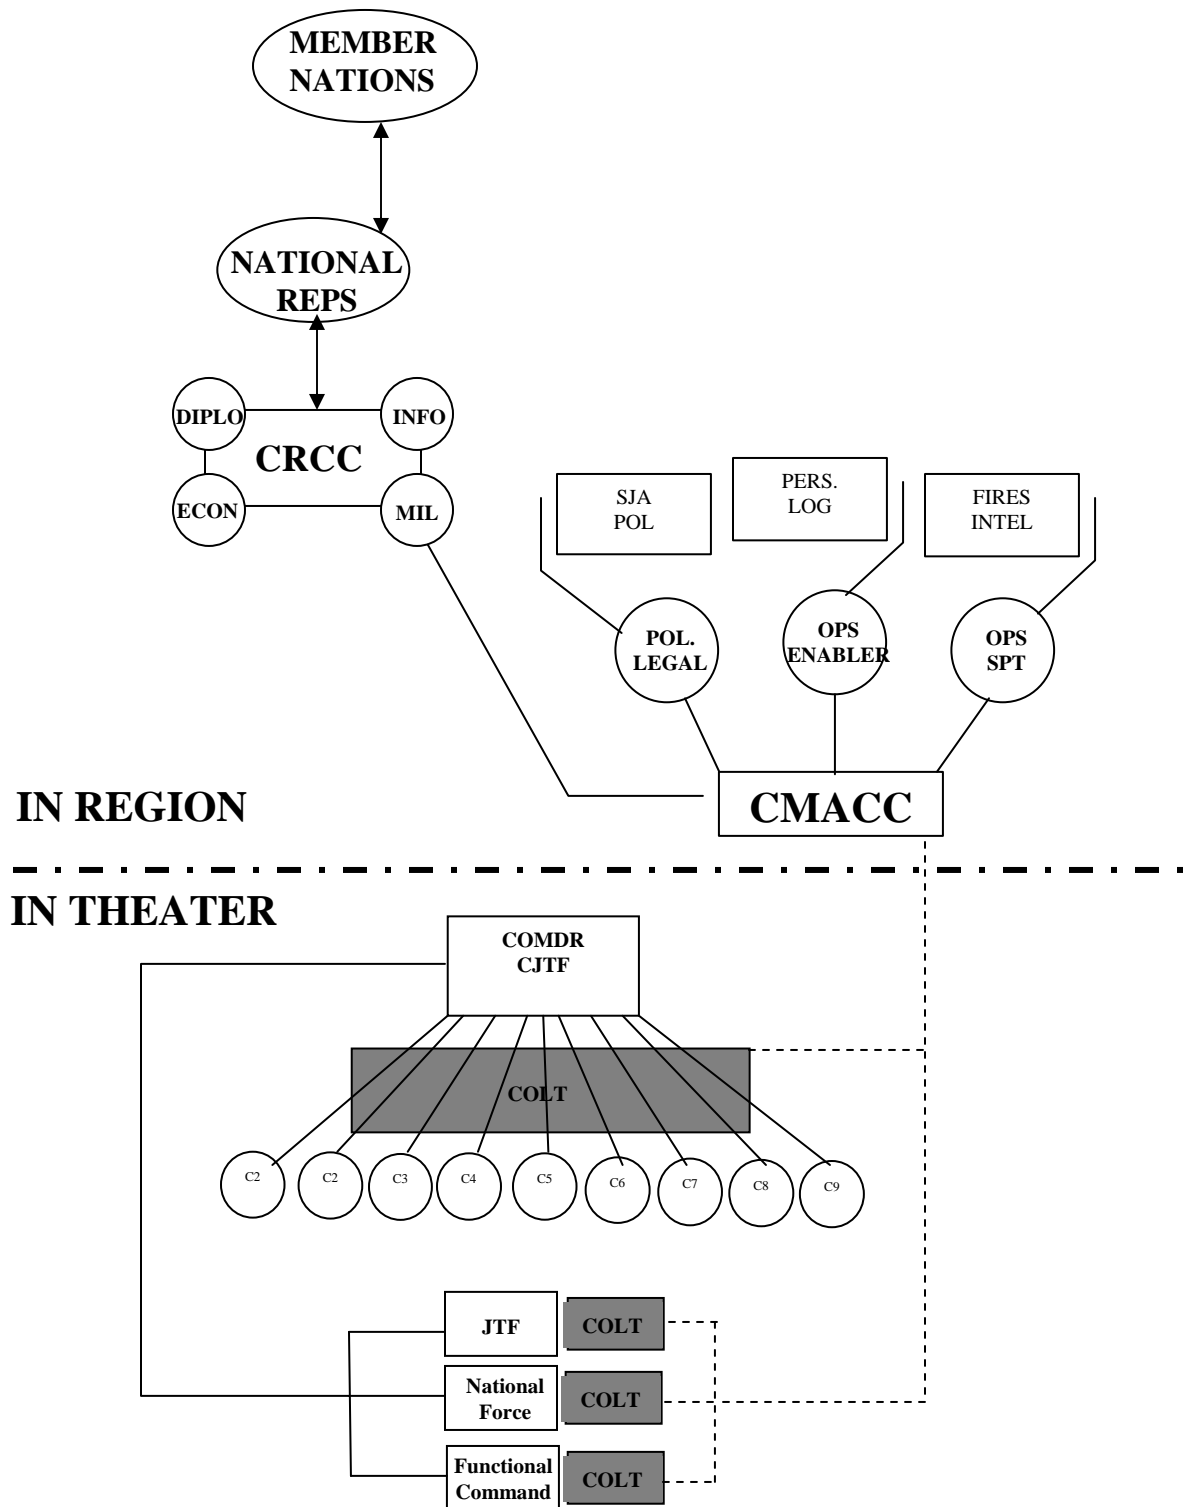 MEMBER
NATIONS
NATIONAL
REPS
DIPLO
INFO
CRCC
ECON
MIL
SJA
POL
PERS.
LOG
FIRES
INTEL
POL.
LEGAL
OPS
ENABLER
OPS
SPT
CMACC
IN REGION
IN THEATER
COMDR
CJTF
COLT
C2
C2
C3
C4
C5
C6
C7
C8
C9
JTF
COLT
National
Force
COLT
Functional
Command
COLT